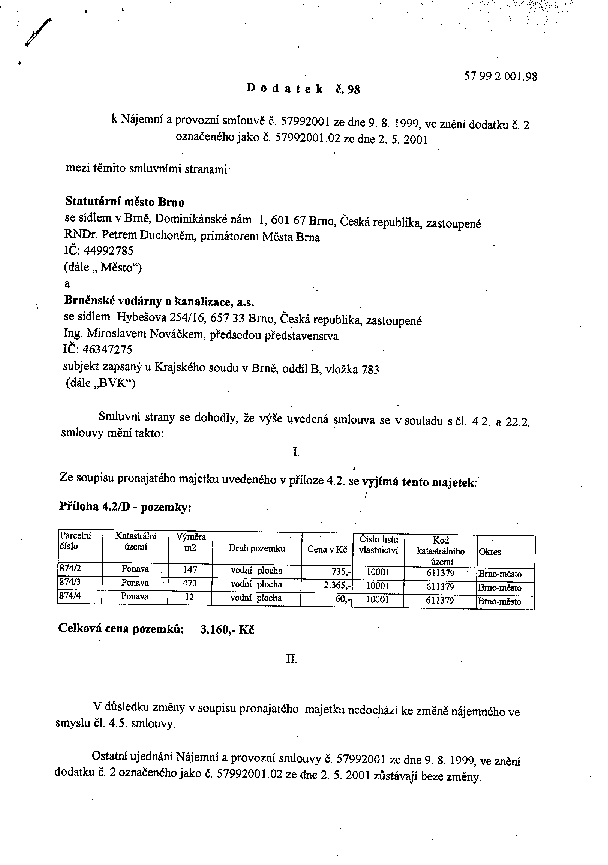 57 99 2 001.98
D o d a t e k č. 98
k Nájemní a provozní smlouvě č. 57992001 ze dne 9. 8. 1999, ve znění dodatku č. 2
označeného jako č. 57992001.02 ze dne 2. 5. 2001
mezi těmito smluvními stranami
Statutární město Brno
se sídlem v Brně, Dominikánské nám 1, 601 67 Brno, Česká republika, zastoupené
RNDr. Petrem Duchoněm, primátorem Města Brna
IČ: 44992785
(dále „ Město“)
a
Brněnské vodárny a kanalizace, a.s.
se sídlem Hybešova 254/16, 657 33 Brno, Česká republika, zastoupené
Ing. Miroslavem Nováčkem, předsedou představenstva
IČ: 46347275
subjekt zapsaný u Krajského soudu v Brně, oddíl B, vložka 783
(dále „BVK“)
Smluvní strany se dohodly, že výše uvedená smlouva se v souladu s čl. 4.2. a 22.2.
smlouvy mění takto:
I.
Ze soupisu pronajatého majetku uvedeného v příloze 4.2. se vyjímá tento majetek:
Příloha 4.2/D - pozemky:
Parcelní číslo Katastrální území Výměra m2 Druh pozemku Cena v Kč Číslo listu vlastnictví Kód katastrálního území Okres
874/2 Ponava 147 vodní plocha 735,- 10001 611379 Brno-město
874/3 Ponava 473 vodní plocha 2.365,- 10001 611379 Brno-město
874/4 Ponava 12 vodní plocha 60,- 10001 611379 Brno-město
Celková cena pozemků: 3.160,- Kč
II.
V důsledku změny v soupisu pronajatého majetku nedochází ke změně nájemného ve
smyslu čl. 4.5. smlouvy.
Ostatní ujednání Nájemní a provozní smlouvy č. 57992001 ze dne 9. 8. 1999, ve znění
dodatku č. 2 označeného jako č. 57992001.02 ze dne 2. 5. 2001 zůstávají beze změny.